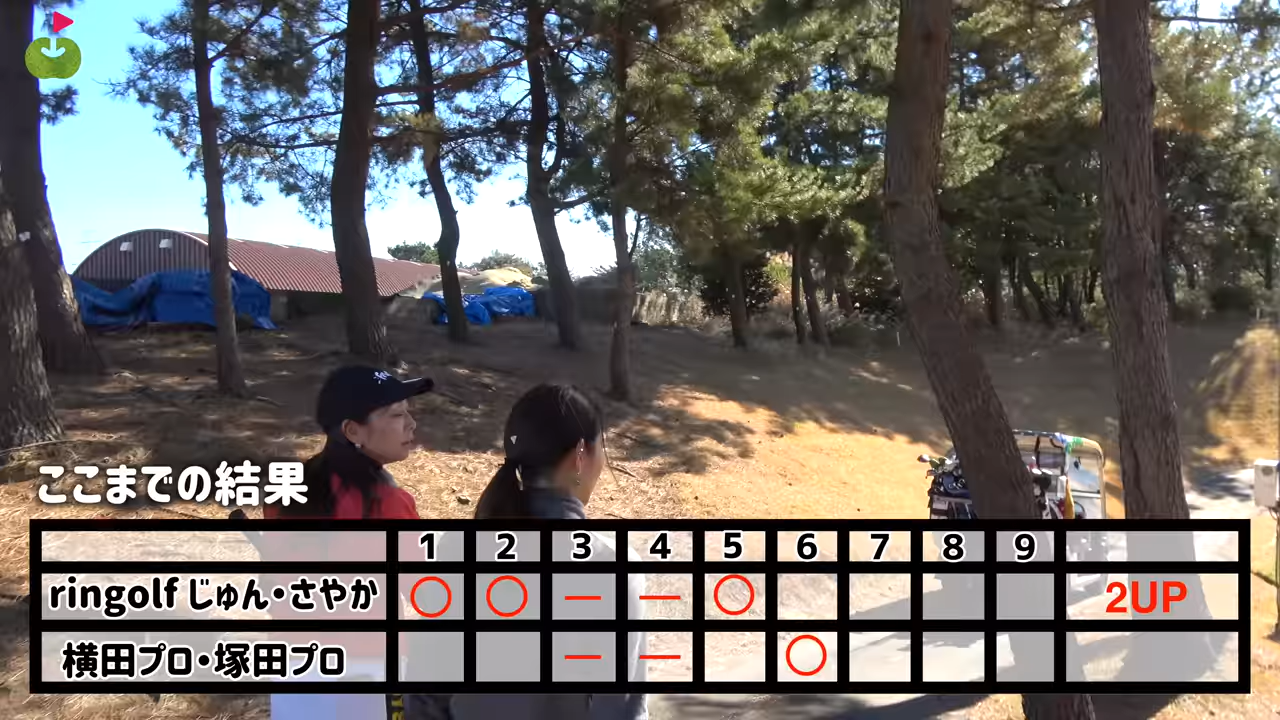 ここまでの結果
1 2 3 4 5 6 7 8 9
ringolf じゅん・さやか ○ ○ － － ○ 2UP
横田プロ・塚田プロ － － ○